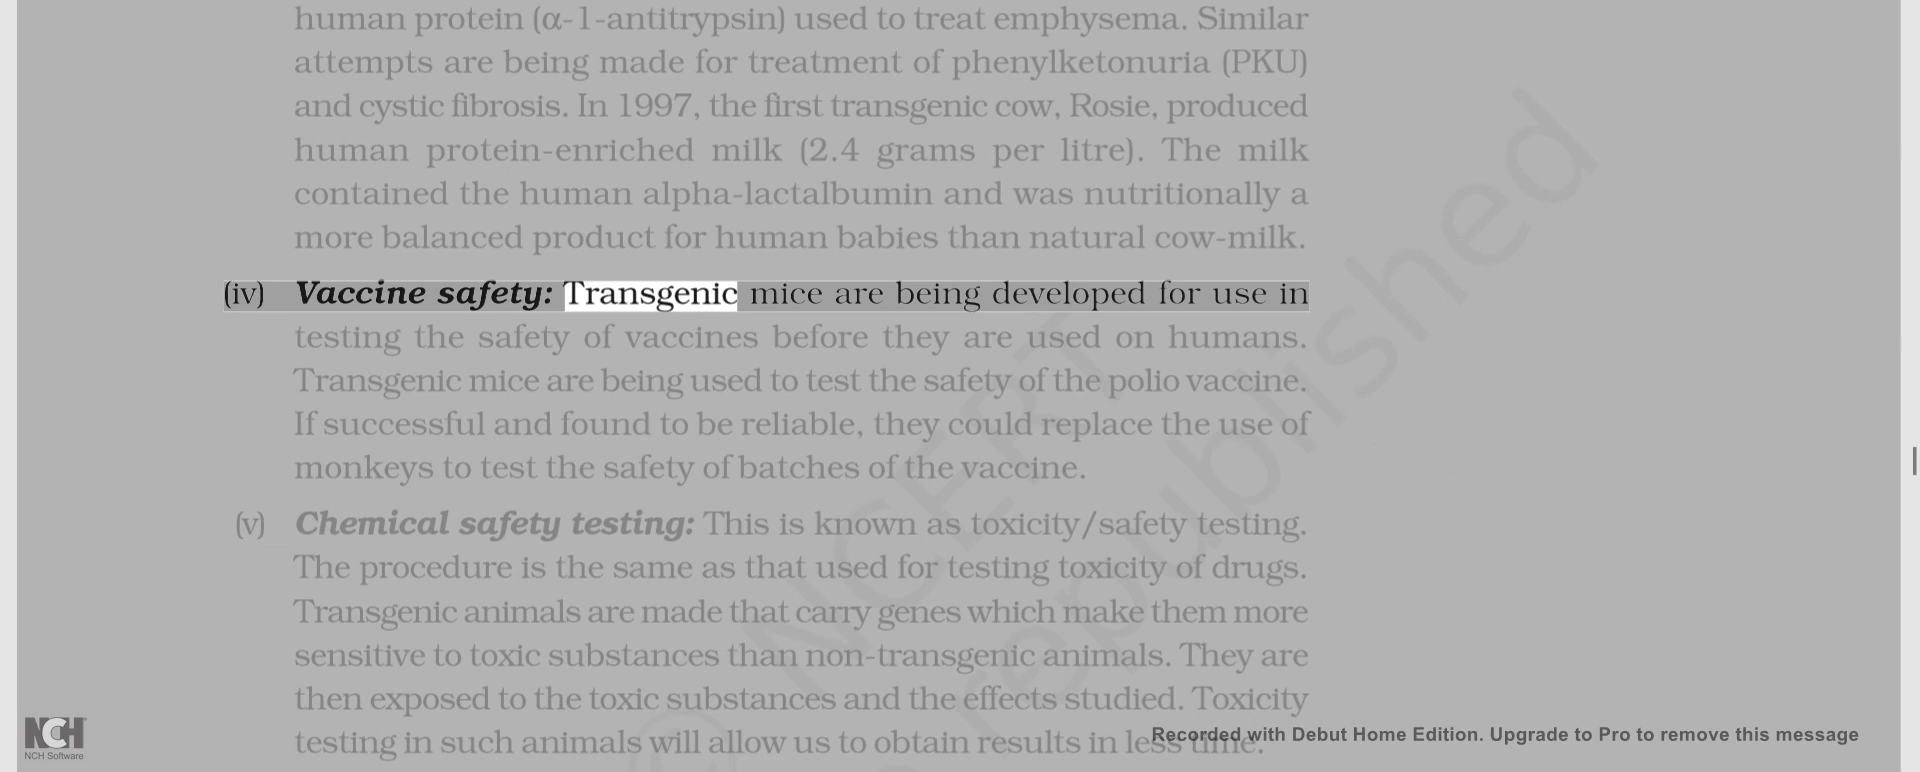 human protein (α-1-antitrypsin) used to treat emphysema. Similar
attempts are being made for treatment of phenylketonuria (PKU)
and cystic fibrosis. In 1997, the first transgenic cow, Rosie, produced
human protein-enriched milk (2.4 grams per litre). The milk
contained the human alpha-lactalbumin and was nutritionally a
more balanced product for human babies than natural cow-milk.
(iv) Vaccine safety: Transgenic mice are being developed for use in
testing the safety of vaccines before they are used on humans.
Transgenic mice are being used to test the safety of the polio vaccine.
If successful and found to be reliable, they could replace the use of
monkeys to test the safety of batches of the vaccine.
(v) Chemical safety testing: This is known as toxicity/safety testing.
The procedure is the same as that used for testing toxicity of drugs.
Transgenic animals are made that carry genes which make them more
sensitive to toxic substances than non-transgenic animals. They are
then exposed to the toxic substances and the effects studied. Toxicity
testing in such animals will allow us to obtain results in less time.
© NCERT
republished
NCH
NCH Software
Recorded with Debut Home Edition. Upgrade to Pro to remove this message